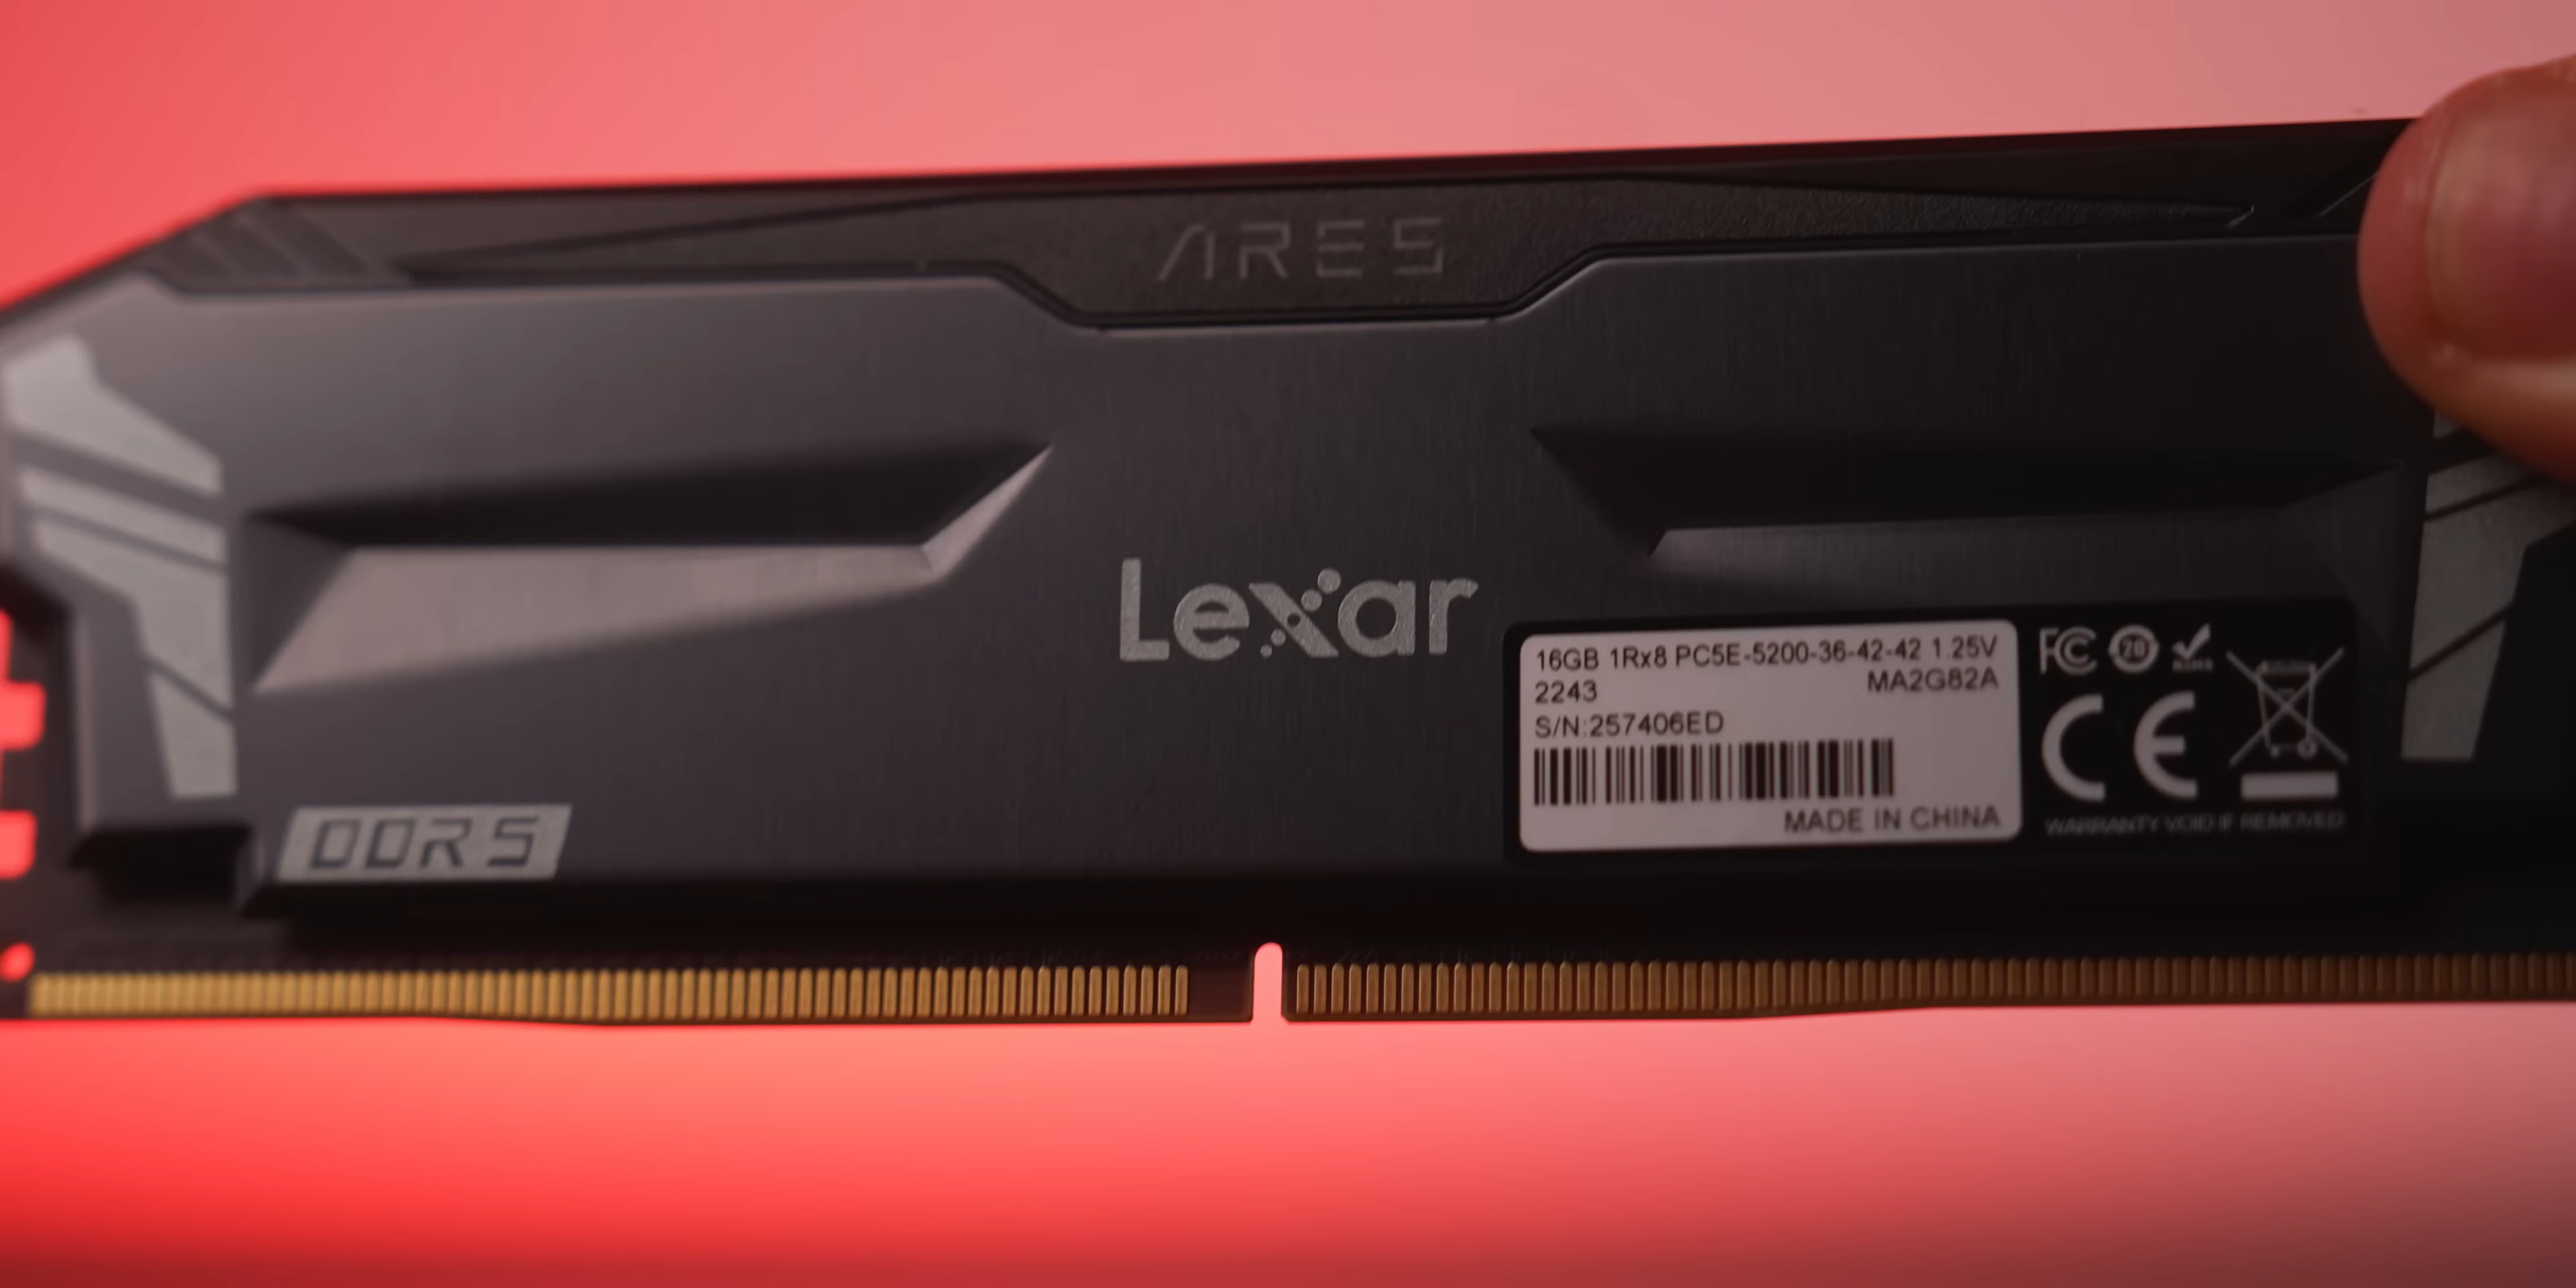 ARES
Lexar
16GB 1Rx8 PC5E-5200-36-42-42 1.25V
2243 MA2G82A
S/N:257406ED
MADE IN CHINA
FC
20
CE
WARRANTY VOID IF REMOVED
DDR5